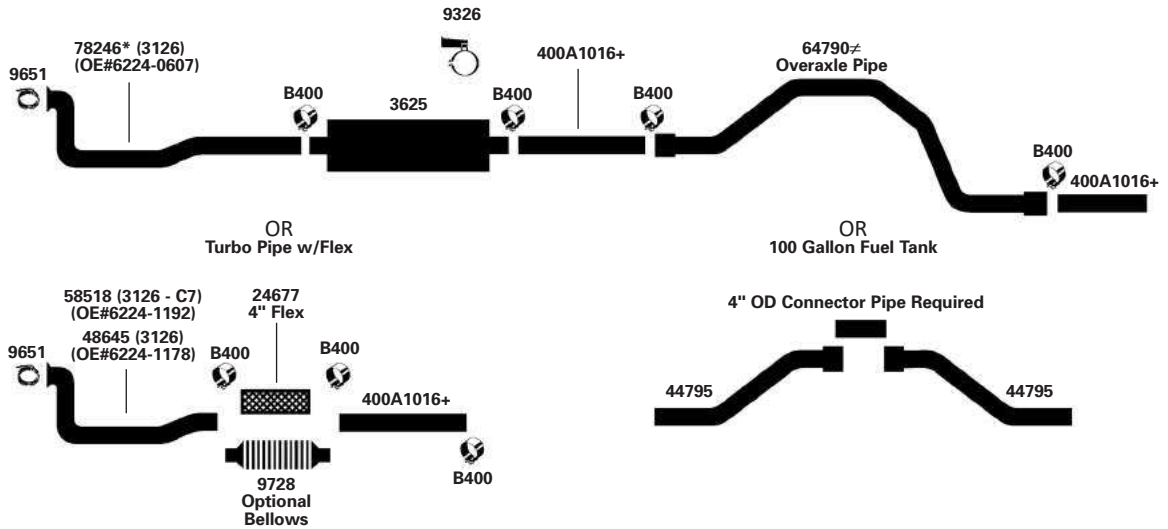 9326
78246* (3126)
(OE#6224-0607)
400A1016+
64790≠
Overaxle Pipe
9651
B400
3625
B400
B400
B400
400A1016+
OR
Turbo Pipe w/Flex
OR
100 Gallon Fuel Tank
58518 (3126 - C7)
(OE#6224-1192)
48645 (3126)
(OE#6224-1178)
24677
4" Flex
4" OD Connector Pipe Required
9651
B400
B400
400A1016+
44795
44795
B400
9728
Optional
Bellows